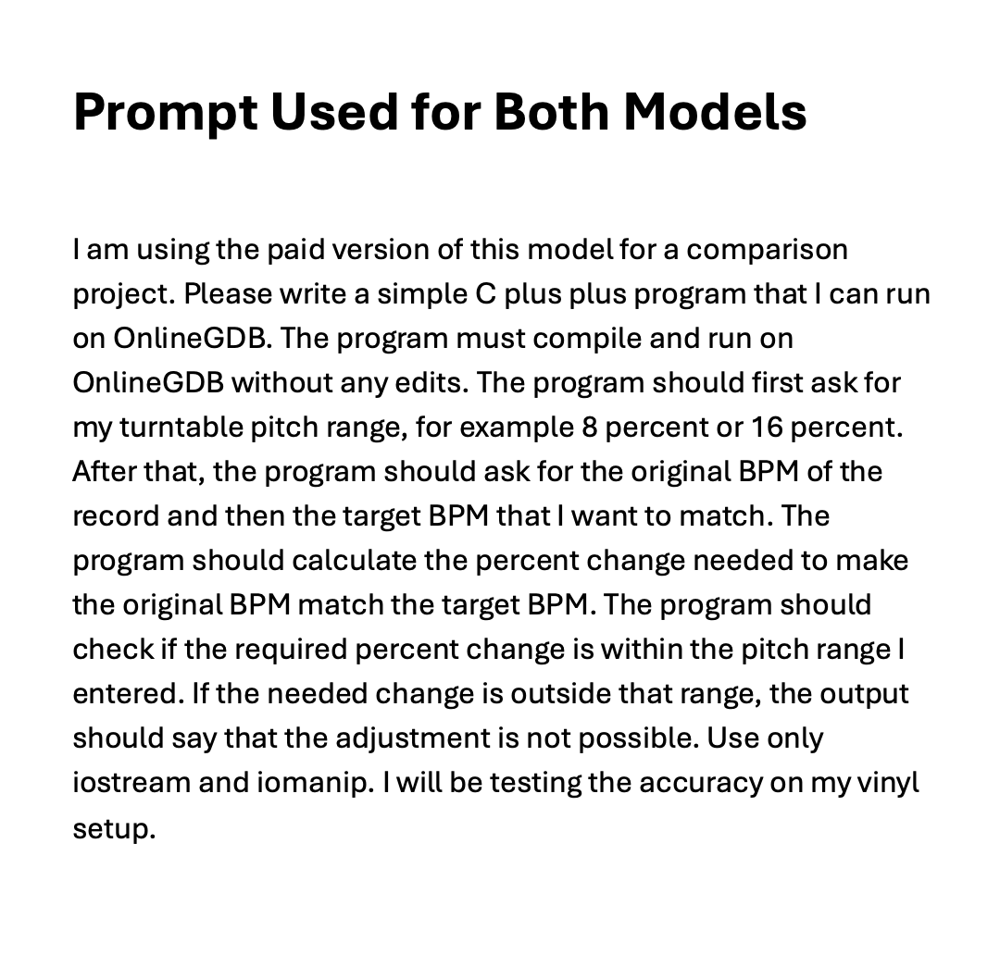 Prompt Used for Both Models
I am using the paid version of this model for a comparison
project. Please write a simple C plus plus program that I can run
on OnlineGDB. The program must compile and run on
OnlineGDB without any edits. The program should first ask for
my turntable pitch range, for example 8 percent or 16 percent.
After that, the program should ask for the original BPM of the
record and then the target BPM that I want to match. The
program should calculate the percent change needed to make
the original BPM match the target BPM. The program should
check if the required percent change is within the pitch range I
entered. If the needed change is outside that range, the output
should say that the adjustment is not possible. Use only
iostream and iomanip. I will be testing the accuracy on my vinyl
setup.